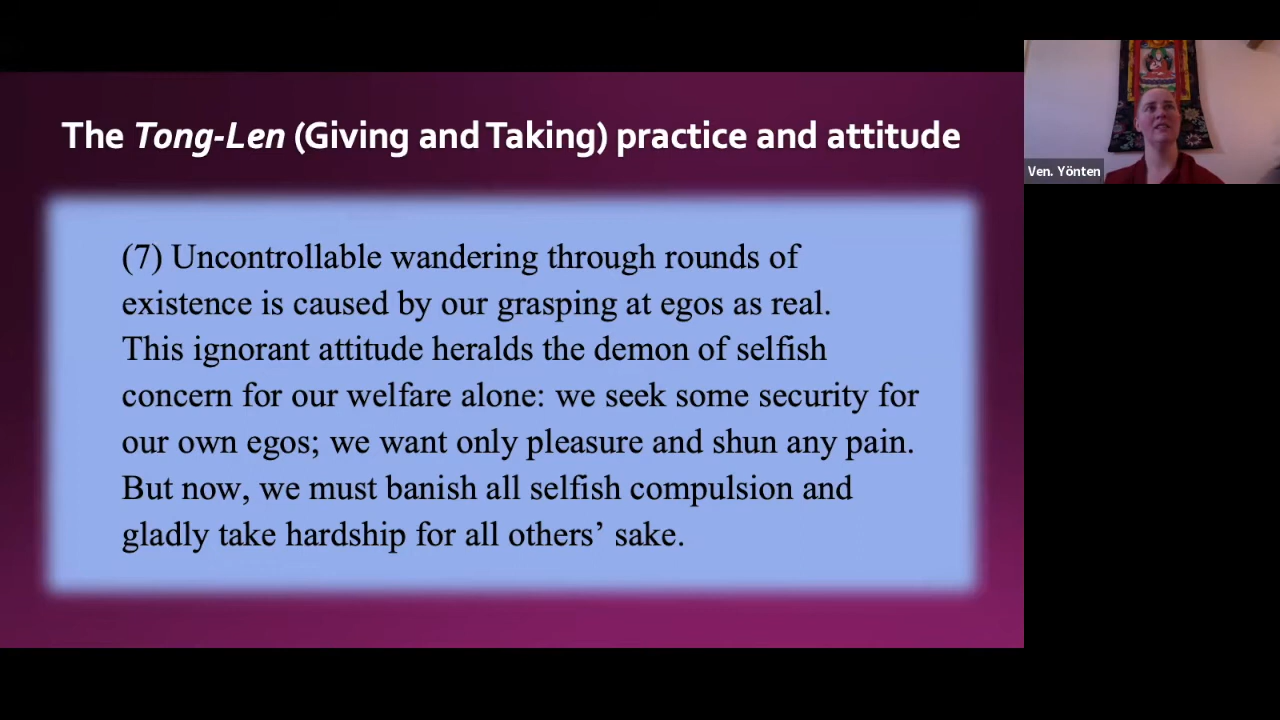 The Tong-Len (Giving and Taking) practice and attitude
Ven. Yönten
(7) Uncontrollable wandering through rounds of
existence is caused by our grasping at egos as real.
This ignorant attitude heralds the demon of selfish
concern for our welfare alone: we seek some security for
our own egos; we want only pleasure and shun any pain.
But now, we must banish all selfish compulsion and
gladly take hardship for all others’ sake.